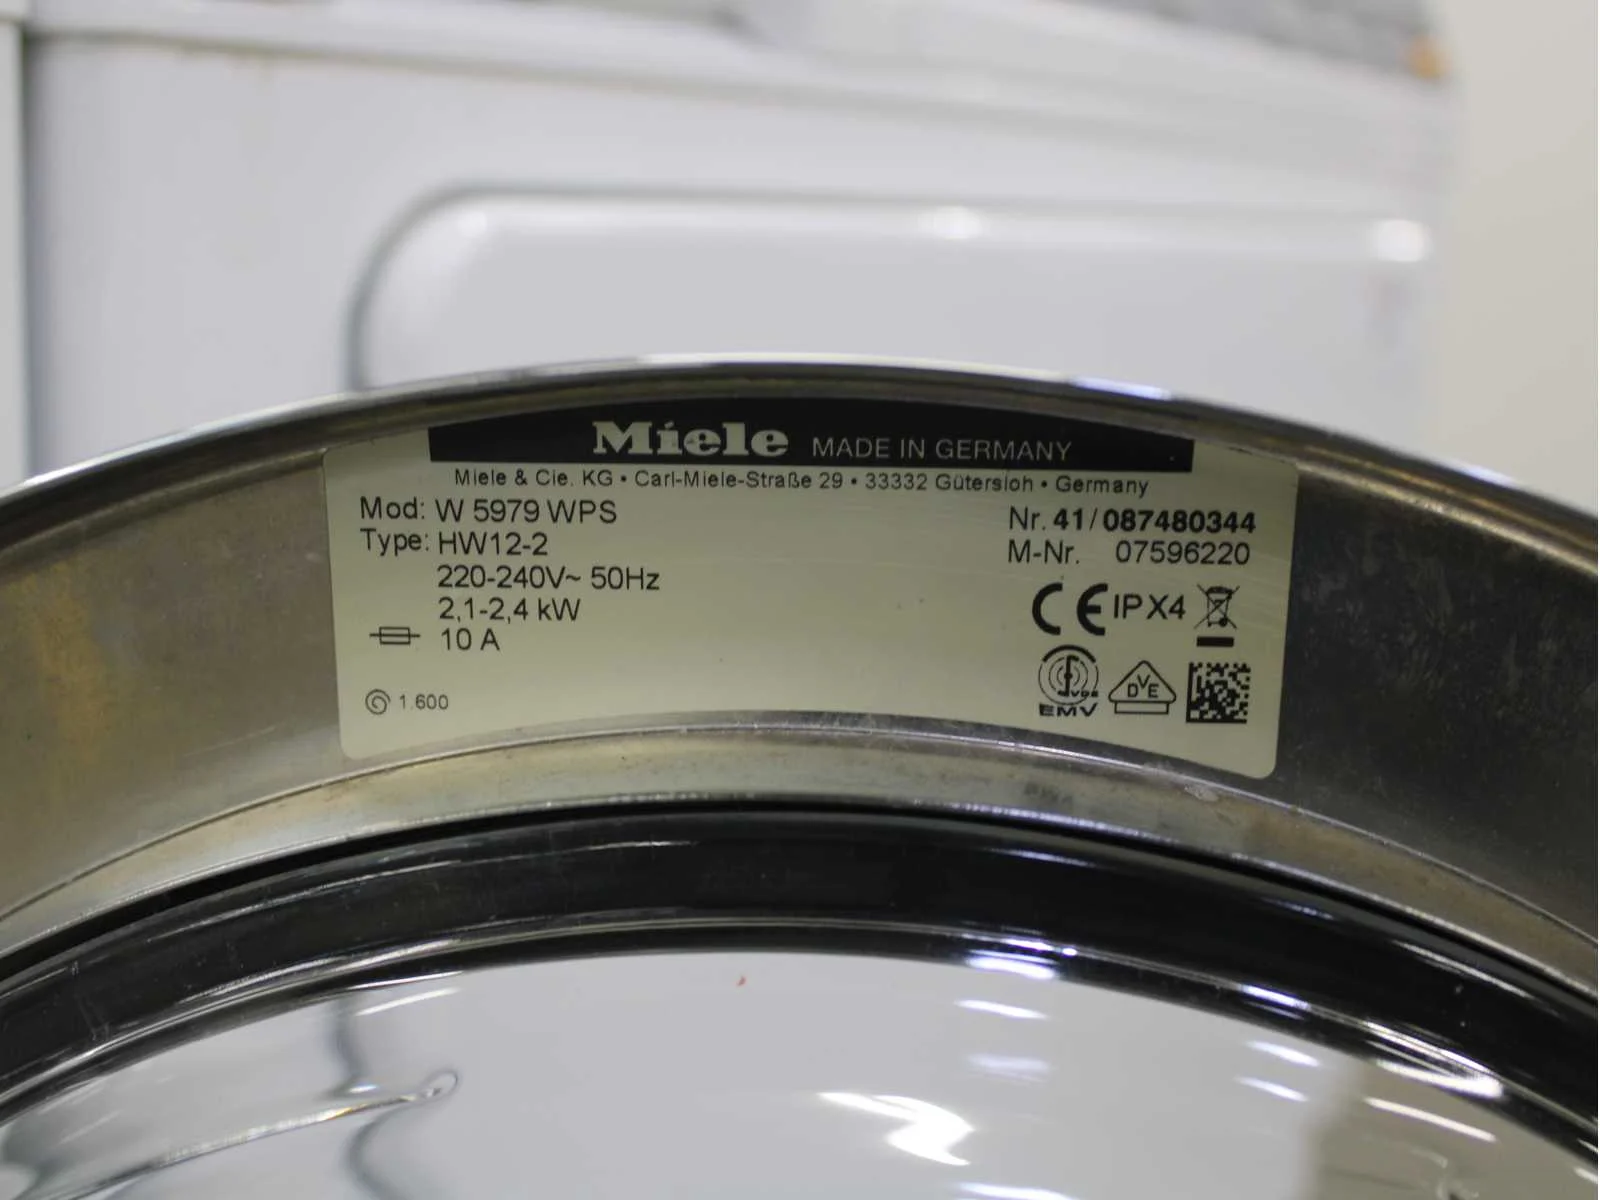 Miele MADE IN GERMANY
Miele & Cie. KG • Carl-Miele-Straße 29 • 33332 Gütersloh • Germany
Mod: W 5979 WPS
Type: HW12-2
220-240V~ 50Hz
2,1-2,4 kW
10 A
1.600
Nr. 41/087480344
M-Nr. 07596220
CE IPX4
VDE
EMV
DVE